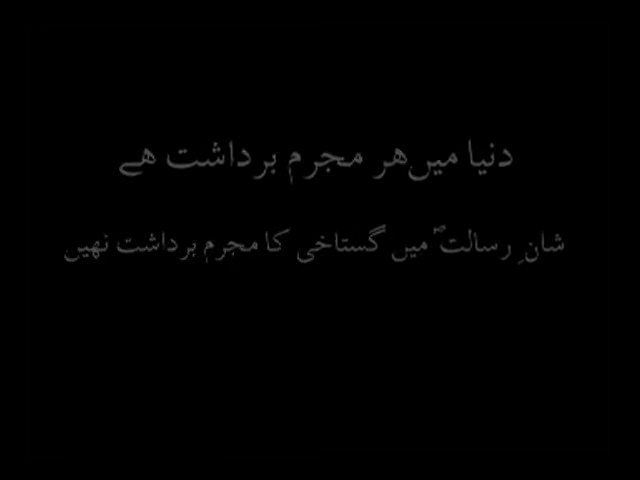 دنیا میں ہر مجرم برداشت ہے
شانِ رسالتؐ میں گستاخی کا مجرم برداشت نہیں